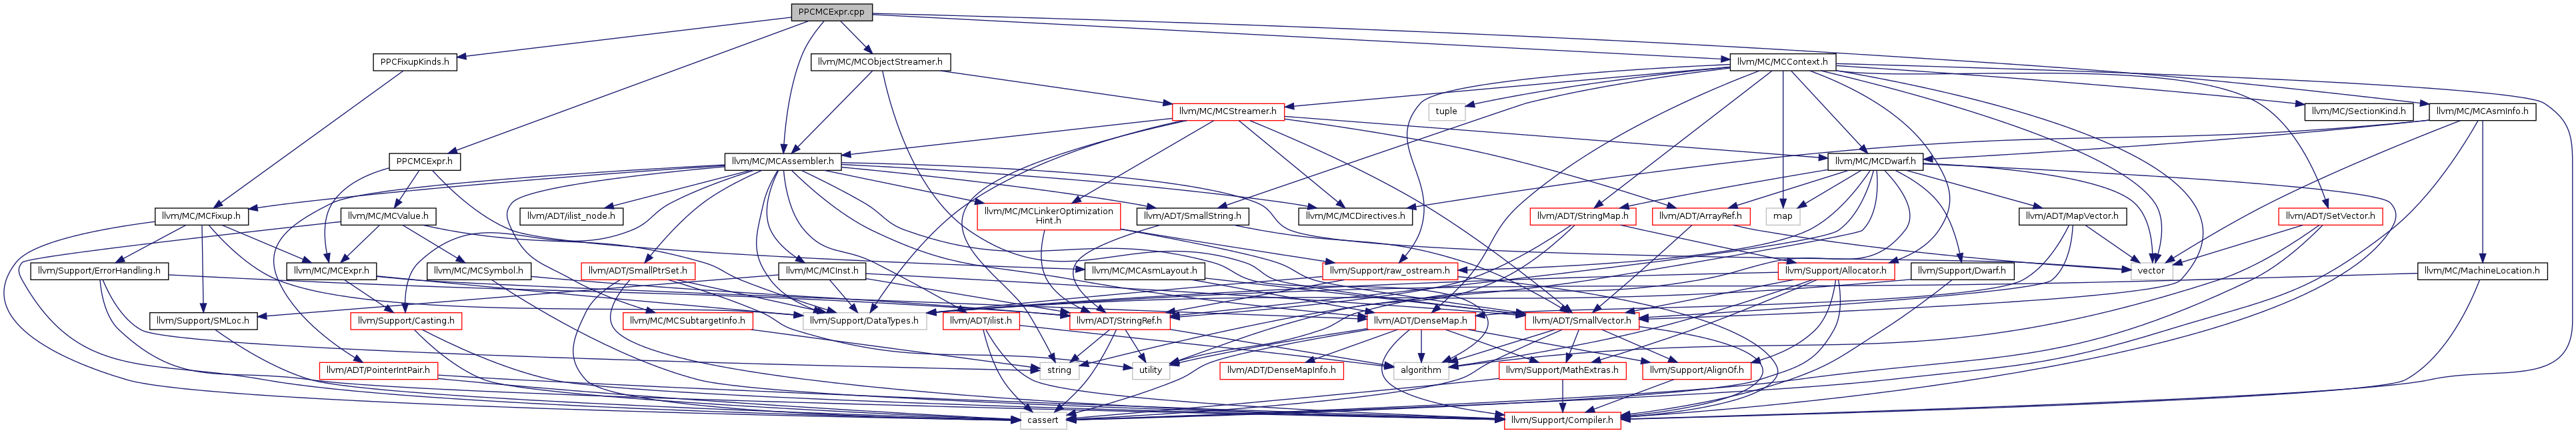 PPCMCExpr.cpp
PPCFixupKinds.h
llvm/MC/MCObjectStreamer.h
llvm/MC/MCContext.h
llvm/MC/MCStreamer.h
tuple
llvm/MC/SectionKind.h
llvm/MC/MCAsmInfo.h
PPCMCExpr.h
llvm/MC/MCAssembler.h
llvm/MC/MCDwarf.h
llvm/MC/MCFixup.h
llvm/MC/MCValue.h
llvm/ADT/ilist_node.h
llvm/MC/MCLinkerOptimization
Hint.h
llvm/ADT/SmallString.h
llvm/MC/MCDirectives.h
llvm/ADT/StringMap.h
llvm/ADT/ArrayRef.h
map
llvm/ADT/MapVector.h
llvm/ADT/SetVector.h
llvm/Support/ErrorHandling.h
llvm/MC/MCExpr.h
llvm/MC/MCSymbol.h
llvm/ADT/SmallPtrSet.h
llvm/MC/MCInst.h
llvm/MC/MCAsmLayout.h
llvm/Support/raw_ostream.h
llvm/Support/Allocator.h
llvm/Support/Dwarf.h
vector
llvm/MC/MachineLocation.h
llvm/Support/SMLoc.h
llvm/Support/Casting.h
llvm/MC/MCSubtargetInfo.h
llvm/Support/DataTypes.h
llvm/ADT/ilist.h
llvm/ADT/StringRef.h
llvm/ADT/DenseMap.h
llvm/ADT/SmallVector.h
llvm/ADT/PointerIntPair.h
string
utility
llvm/ADT/DenseMapInfo.h
algorithm
llvm/Support/MathExtras.h
llvm/Support/AlignOf.h
cassert
llvm/Support/Compiler.h